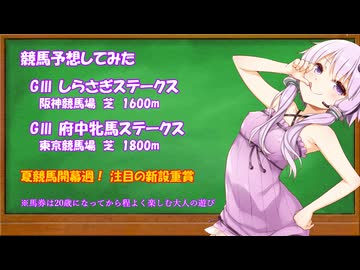 競馬予想してみた
GⅢ しらさぎステークス
阪神競馬場 芝 1600m
GⅢ 府中牝馬ステークス
東京競馬場 芝 1800m
夏競馬開幕週！ 注目の新設重賞
※馬券は20歳になってから程よく楽しむ大人の遊び